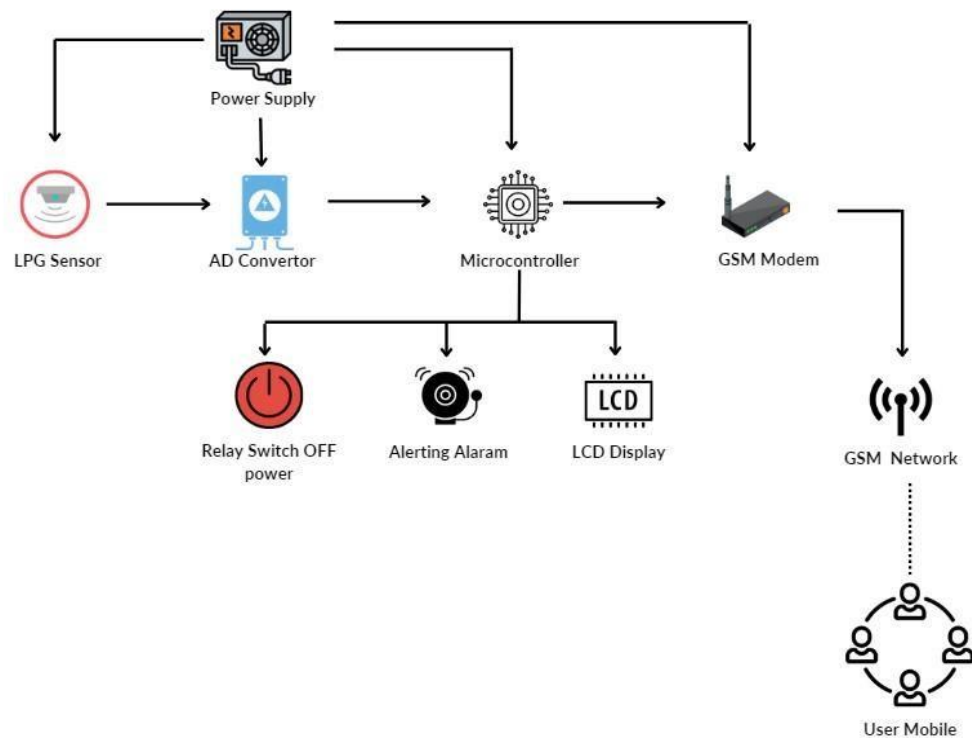 Power Supply
LPG Sensor
AD Convertor
Microcontroller
GSM Modem
Relay Switch OFF
power
Alerting Alaram
LCD
LCD Display
GSM Network
User Mobile